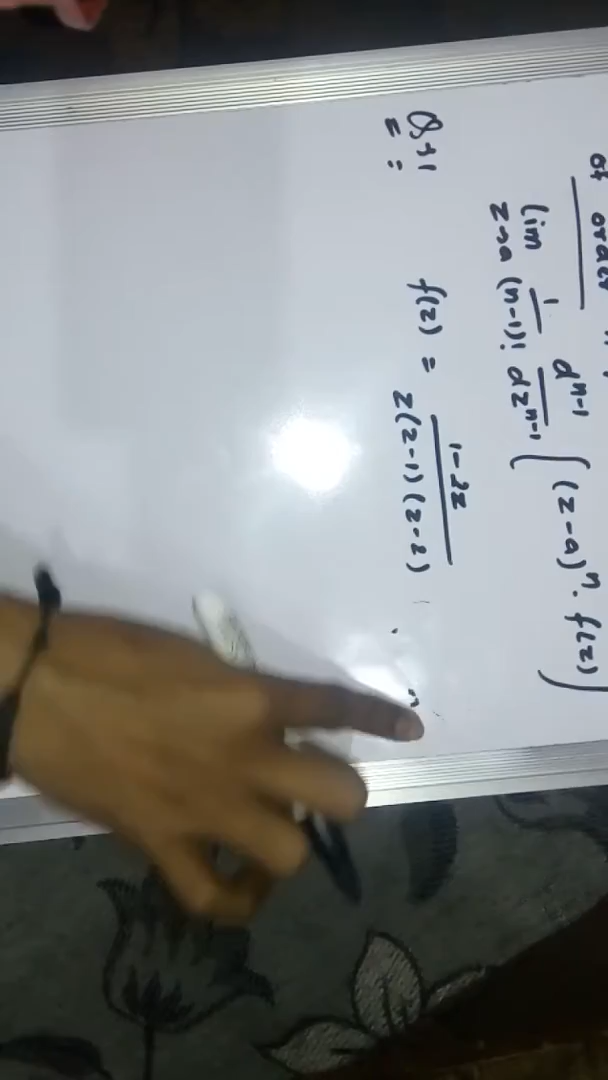 of order
lim 1/(n-1)! d^n-1/dz^n-1 [(z-a)^n . f(z)]
z→a
Q.1:
f(z) = 1-2z/z(z-1)(z-2)